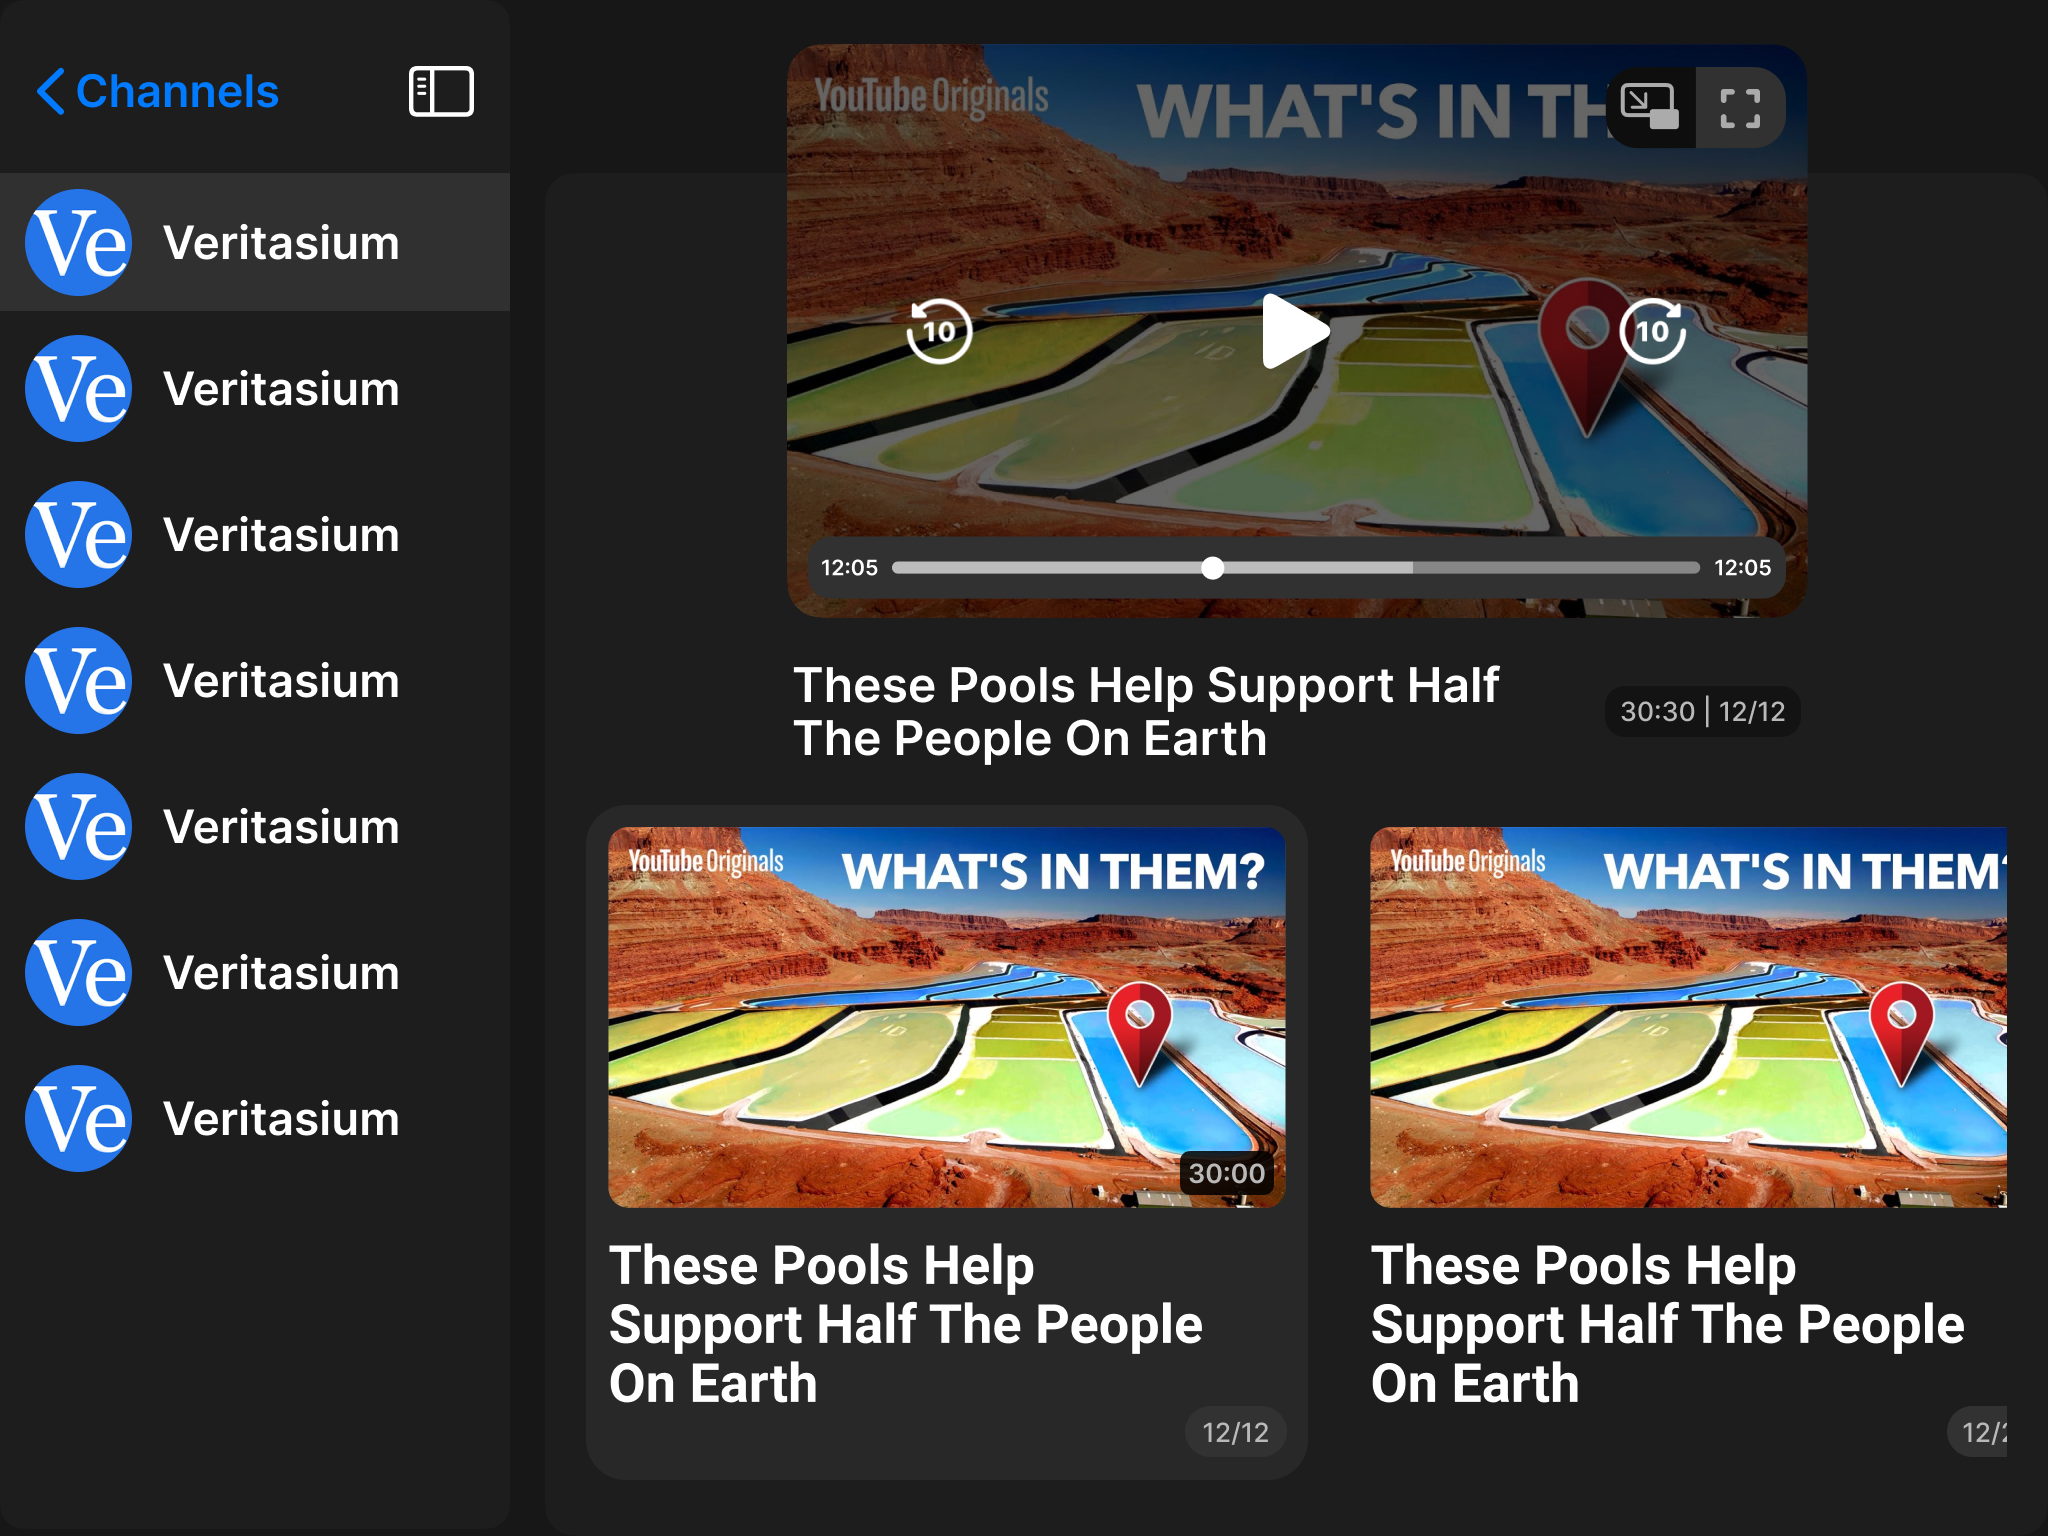 Channels
Ve Veritasium
Ve Veritasium
Ve Veritasium
Ve Veritasium
Ve Veritasium
Ve Veritasium
Ve Veritasium
YouTube Originals
WHAT'S IN TH
10
10
12:05
12:05
These Pools Help Support Half
The People On Earth
30:30 | 12/12
YouTube Originals
WHAT'S IN THEM?
30:00
These Pools Help
Support Half The People
On Earth
12/12
YouTube Originals
WHAT'S IN THEM
These Pools Help
Support Half The People
On Earth
12/2